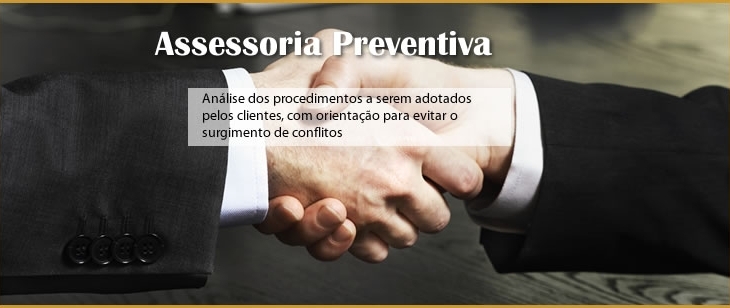 Assessoria Preventiva
Análise dos procedimentos a serem adotados
pelos clientes, com orientação para evitar o
surgimento de conflitos